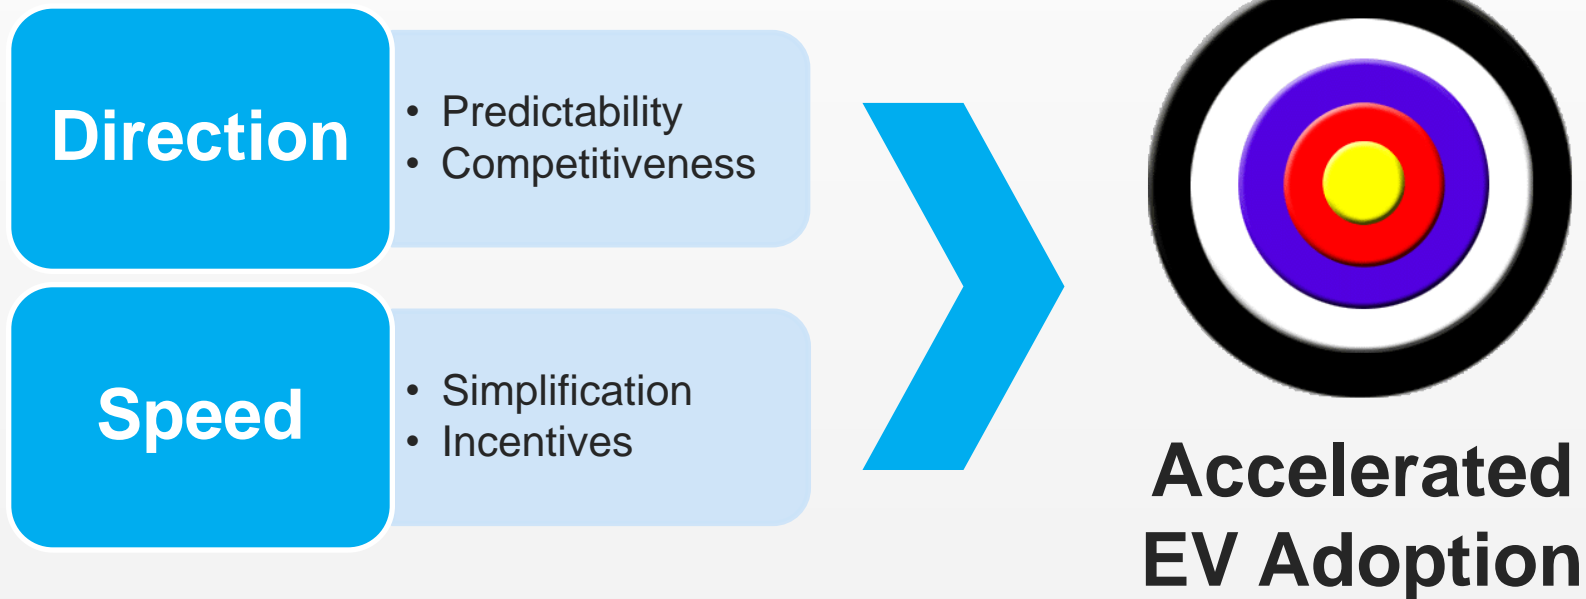 Direction
• Predictability
• Competitiveness
Speed
• Simplification
• Incentives
Accelerated
EV Adoption